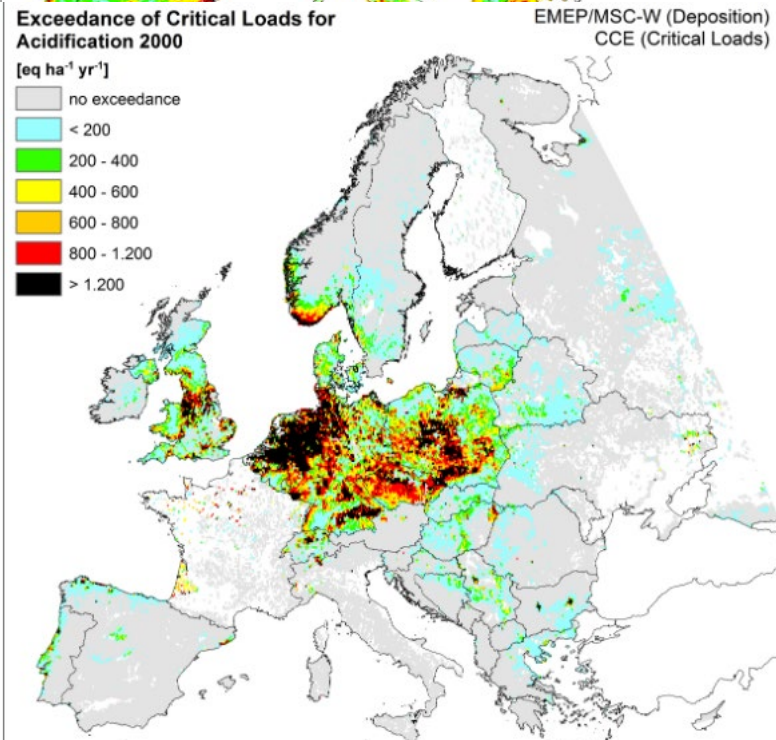 Exceedance of Critical Loads for
Acidification 2000
EMEP/MSC-W (Deposition)
CCE (Critical Loads)
[eq ha⁻¹ yr⁻¹]
no exceedance
< 200
200 - 400
400 - 600
600 - 800
800 - 1.200
> 1.200